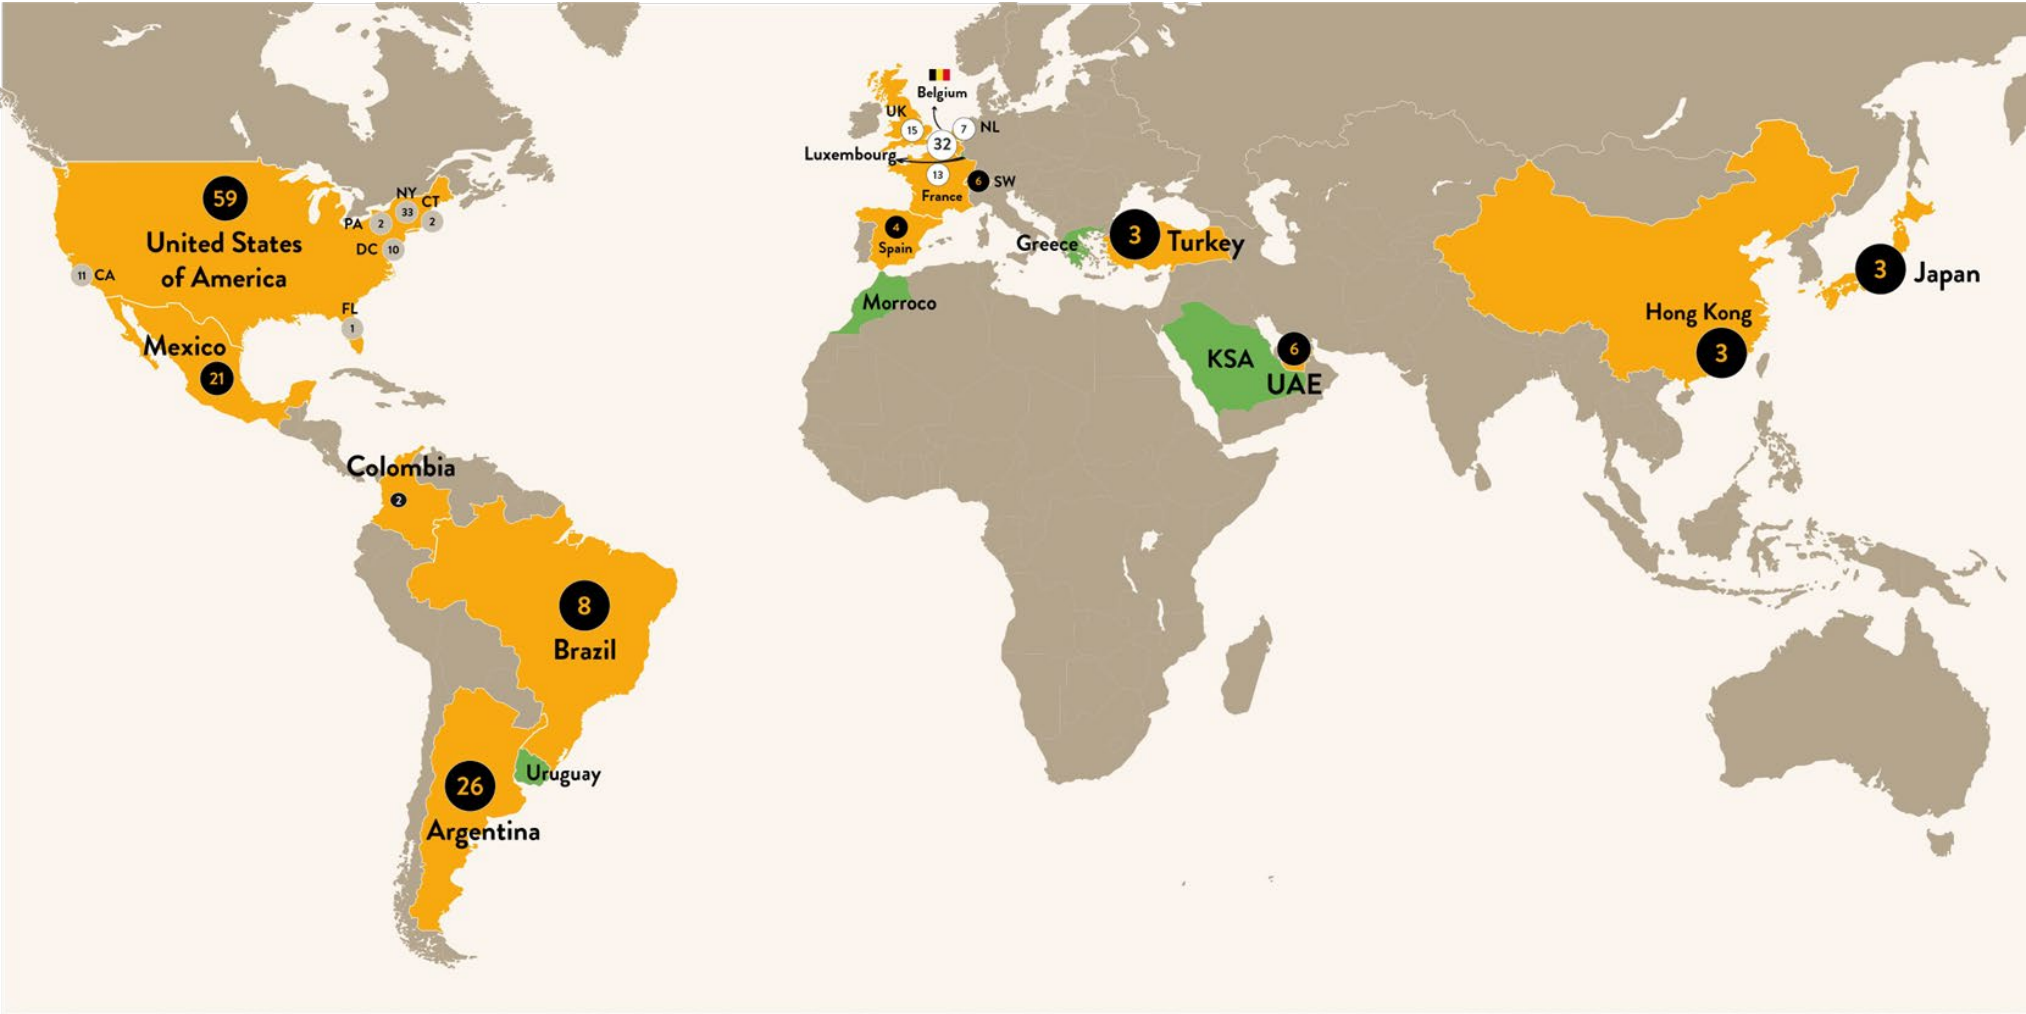 59
United States
of America
NY
33
CT
2
PA
2
DC
10
11
CA
FL
1
Mexico
21
Colombia
2
8
Brazil
26
Argentina
Uruguay
Belgium
UK
15
7
NL
32
Luxembourg
13
France
6
SW
4
Spain
Greece
3
Turkey
Morroco
KSA
6
UAE
Hong Kong
3
3
Japan